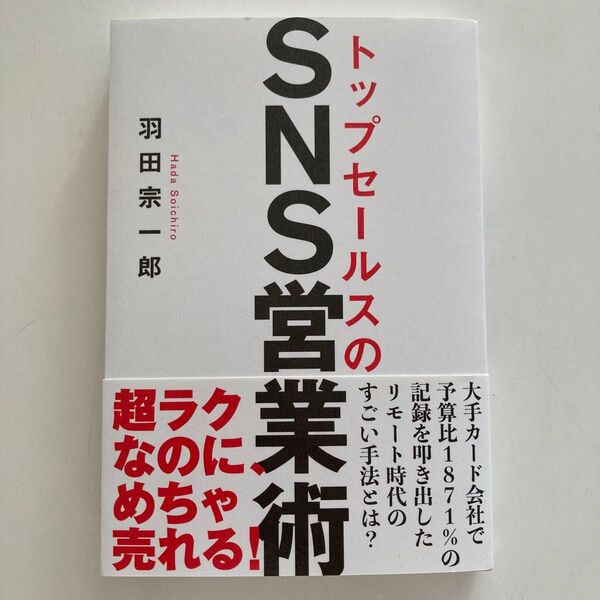 トップセールスの
SNS営業術
羽田宗一郎
Hada Soichiro
大手カード会社で
予算比1871%の
記録を叩き出した
リモート時代の
すごい手法とは?
超ラク
なのに、
めちゃ
売れる!